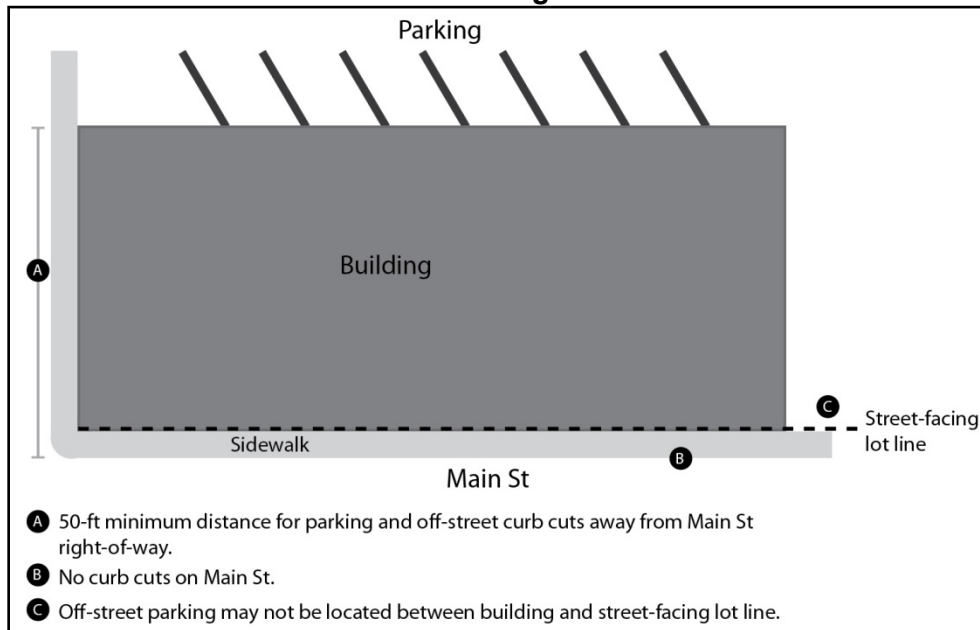 Parking
Building
A
C
Street-facing
lot line
Sidewalk
B
Main St
A 50-ft minimum distance for parking and off-street curb cuts away from Main St
right-of-way.
B No curb cuts on Main St.
C Off-street parking may not be located between building and street-facing lot line.